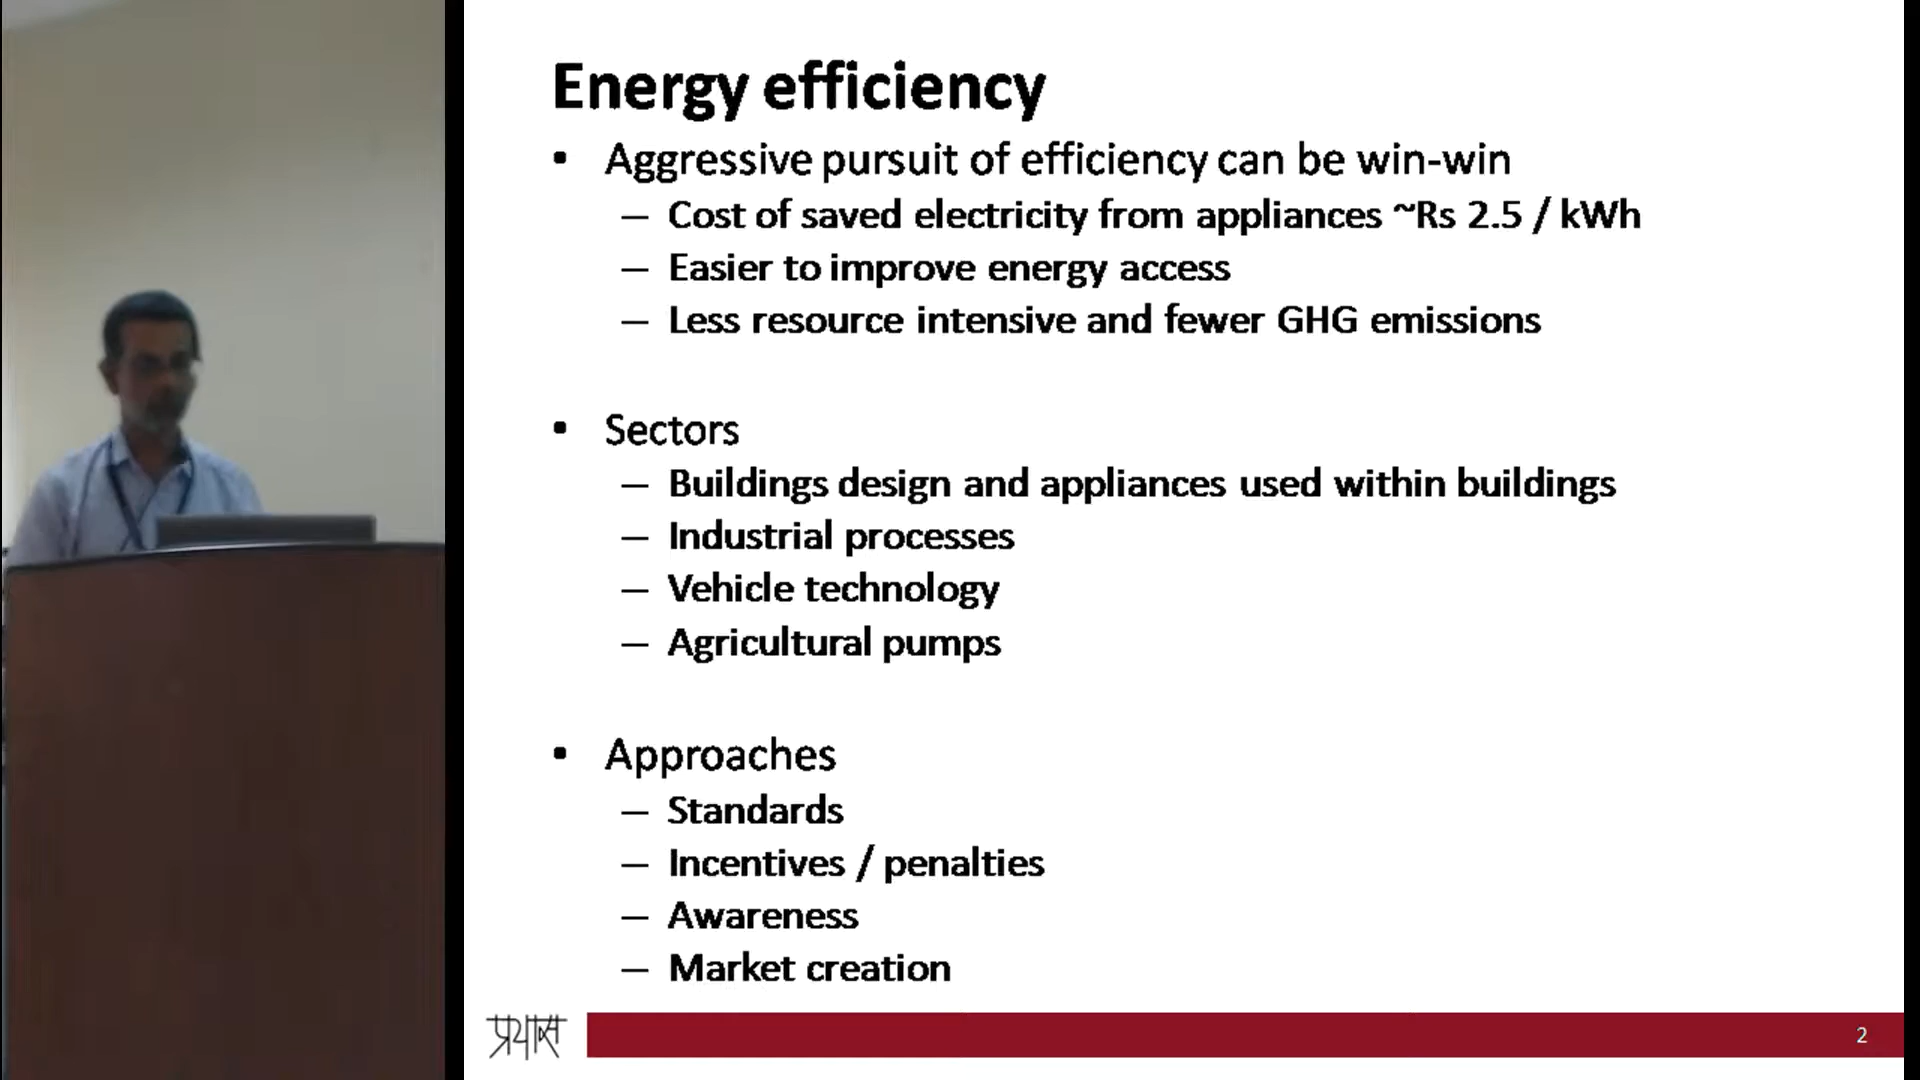 Energy efficiency
• Aggressive pursuit of efficiency can be win-win
– Cost of saved electricity from appliances ~Rs 2.5 / kWh
– Easier to improve energy access
– Less resource intensive and fewer GHG emissions
• Sectors
– Buildings design and appliances used within buildings
– Industrial processes
– Vehicle technology
– Agricultural pumps
• Approaches
– Standards
– Incentives / penalties
– Awareness
– Market creation
प्रयास
2